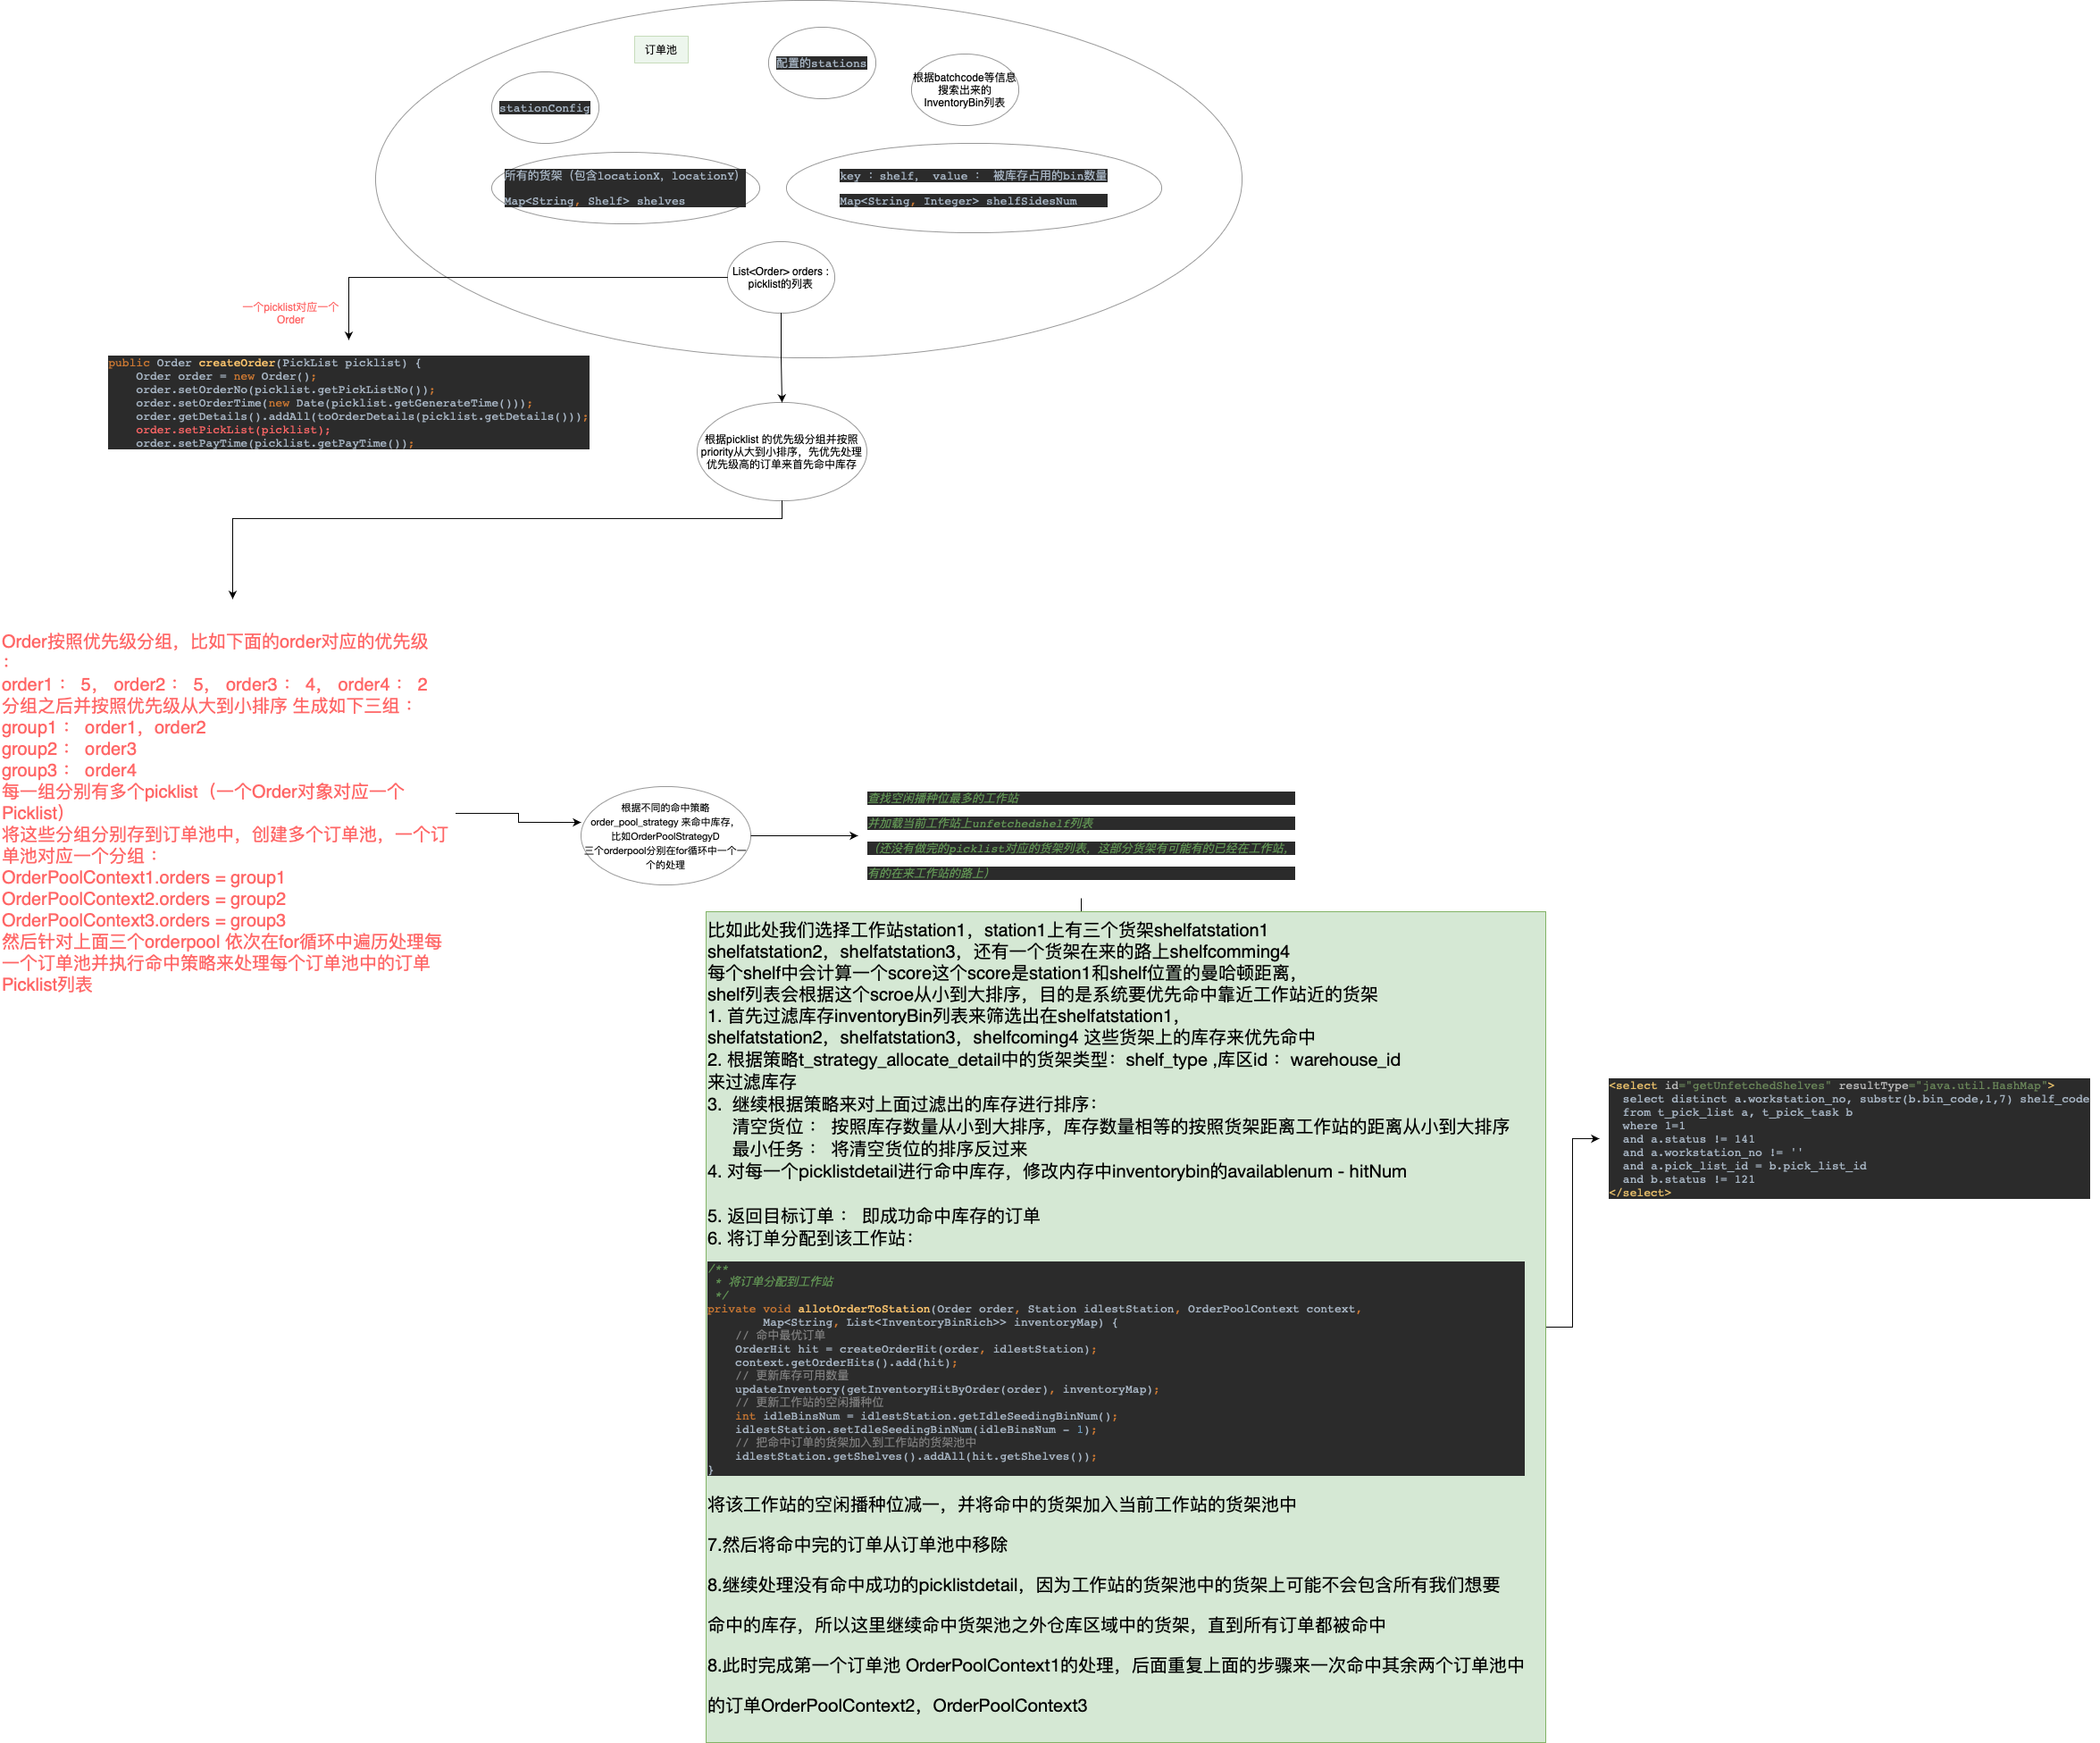 订单池
配置的stations
根据batchcode等信息
搜索出来的
InventoryBin列表
stationConfig
所有的货架（包含locationX，locationY）
Map<String, Shelf> shelves
key ：shelf， value ： 被库存占用的bin数量
Map<String, Integer> shelfSidesNum
List<Order> orders :
picklist的列表
一个picklist对应一个
Order
public Order createOrder(PickList picklist) {
    Order order = new Order();
    order.setOrderNo(picklist.getPickListNo());
    order.setOrderTime(new Date(picklist.getGenerateTime()));
    order.getDetails().addAll(toOrderDetails(picklist.getDetails()));
    order.setPickList(picklist);
    order.setPayTime(picklist.getPayTime());
根据picklist 的优先级分组并按照
priority从大到小排序，先优先处理
优先级高的订单来首先命中库存
Order按照优先级分组，比如下面的order对应的优先级
：
order1 ： 5， order2 ： 5， order3 ： 4， order4 ： 2
分组之后并按照优先级从大到小排序 生成如下三组：
group1 ： order1，order2
group2 ： order3
group3 ： order4
每一组分别有多个picklist（一个Order对象对应一个
Picklist）
将这些分组分别存到订单池中，创建多个订单池，一个订
单池对应一个分组：
OrderPoolContext1.orders = group1
OrderPoolContext2.orders = group2
OrderPoolContext3.orders = group3
然后针对上面三个orderpool 依次在for循环中遍历处理每
一个订单池并执行命中策略来处理每个订单池中的订单
Picklist列表
根据不同的命中策略
order_pool_strategy 来命中库存，
比如OrderPoolStrategyD
三个orderpool分别在for循环中一个一
个的处理
查找空闲播种位最多的工作站
并加载当前工作站上unfetchedshelf列表
（还没有做完的picklist对应的货架列表，这部分货架有可能有的已经在工作站，
有的在来工作站的路上）
比如此处我们选择工作站station1，station1上有三个货架shelfatstation1
shelfatstation2，shelfatstation3，还有一个货架在来的路上shelfcomming4
每个shelf中会计算一个score这个score是station1和shelf位置的曼哈顿距离，
shelf列表会根据这个scroe从小到大排序，目的是系统要优先命中靠近工作站近的货架
1. 首先过滤库存inventoryBin列表来筛选出在shelfatstation1，
shelfatstation2，shelfatstation3，shelfcoming4 这些货架上的库存来优先命中
2. 根据策略t_strategy_allocate_detail中的货架类型：shelf_type ,库区id ： warehouse_id
来过滤库存
3. 继续根据策略来对上面过滤出的库存进行排序：
清空货位 ： 按照库存数量从小到大排序，库存数量相等的按照货架距离工作站的距离从小到大排序
最小任务 ： 将清空货位的排序反过来
4. 对每一个picklistdetail进行命中库存，修改内存中inventorybin的availablenum - hitNum
5. 返回目标订单 ： 即成功命中库存的订单
6. 将订单分配到该工作站：
/**
 * 将订单分配到工作站
 */
private void allotOrderToStation(Order order, Station idlestStation, OrderPoolContext context,
        Map<String, List<InventoryBinRich>> inventoryMap) {
    // 命中最优订单
    OrderHit hit = createOrderHit(order, idlestStation);
    context.getOrderHits().add(hit);
    // 更新库存可用数量
    updateInventory(getInventoryHitByOrder(order), inventoryMap);
    // 更新工作站的空闲播种位
    int idleBinsNum = idlestStation.getIdleSeedingBinNum();
    idlestStation.setIdleSeedingBinNum(idleBinsNum - 1);
    // 把命中订单的货架加入到工作站的货架池中
    idlestStation.getShelves().addAll(hit.getShelves());
}
将该工作站的空闲播种位减一，并将命中的货架加入当前工作站的货架池中
7.然后将命中完的订单从订单池中移除
8.继续处理没有命中成功的picklistdetail，因为工作站的货架池中的货架上可能不会包含所有我们想要
命中的库存，所以这里继续命中货架池之外仓库区域中的货架，直到所有订单都被命中
8.此时完成第一个订单池 OrderPoolContext1的处理，后面重复上面的步骤来一次命中其余两个订单池中
的订单OrderPoolContext2，OrderPoolContext3
<select id="getUnfetchedShelves" resultType="java.util.HashMap">
  select distinct a.workstation_no, substr(b.bin_code,1,7) shelf_code
  from t_pick_list a, t_pick_task b
  where 1=1
  and a.status != 141
  and a.workstation_no != ''
  and a.pick_list_id = b.pick_list_id
  and b.status != 121
</select>